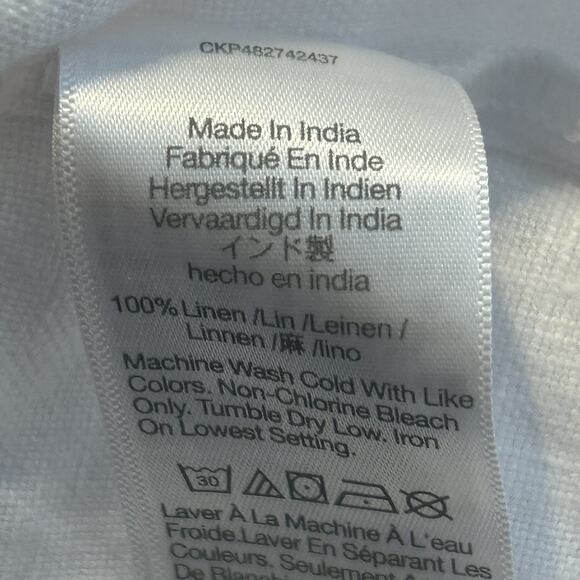 CKP482742437
Made In India
Fabriqué En Inde
Hergestellt In Indien
Vervaardigd In India
インド製
hecho en india
100% Linen /Lin /Leinen /
Linnen /麻 /lino
Machine Wash Cold With Like
Colors. Non-Chlorine Bleach
Only. Tumble Dry Low. Iron
On Lowest Setting.
30
Laver À La Machine À L'eau
Froide.Laver En Séparant Les
Couleurs. Seulement
De